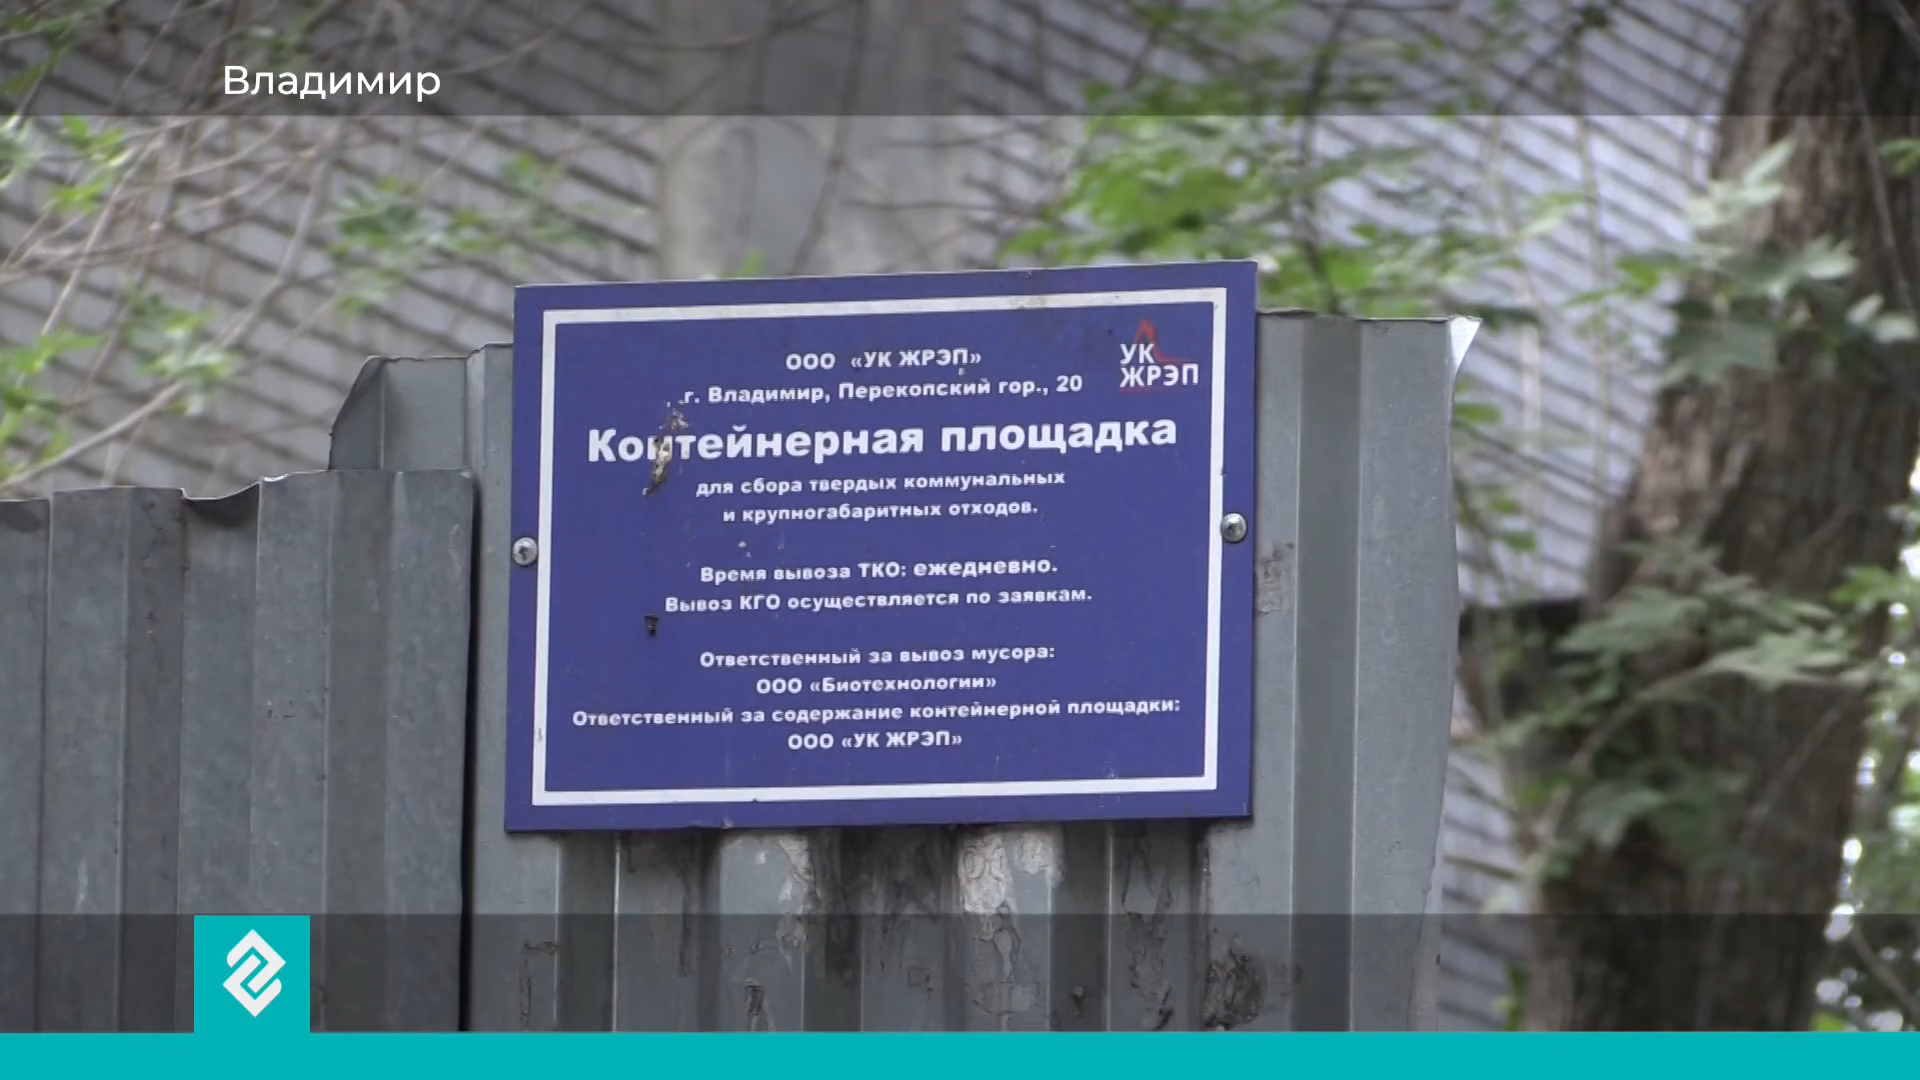 Владимир
ООО «УК ЖРЭП»
г. Владимир, Перекопский гор., 20
УК
ЖРЭП
Контейнерная площадка
для сбора твердых коммунальных
и крупногабаритных отходов.
Время вывоза ТКО: ежедневно.
Вывоз КГО осуществляется по заявкам.
Ответственный за вывоз мусора:
ООО «Биотехнологии»
Ответственный за содержание контейнерной площадки:
ООО «УК ЖРЭП»